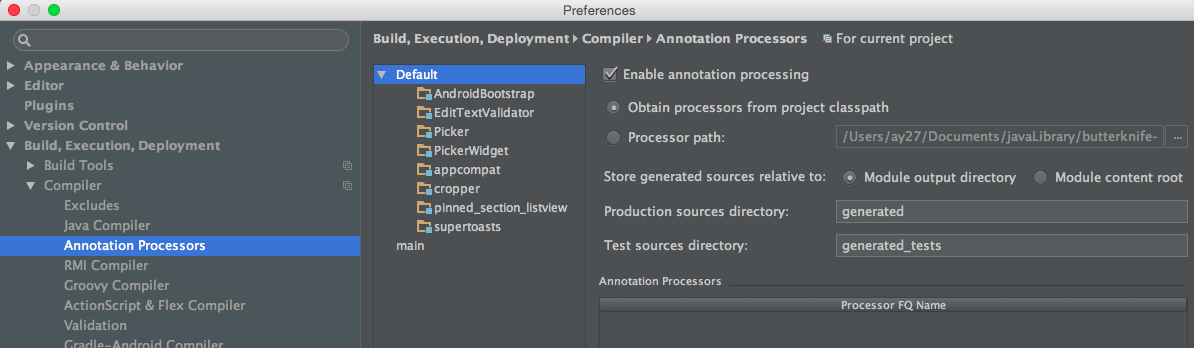 Preferences
Appearance & Behavior
Editor
Plugins
Version Control
Build, Execution, Deployment
Build Tools
Compiler
Excludes
Java Compiler
Annotation Processors
RMI Compiler
Groovy Compiler
ActionScript & Flex Compiler
Validation
Gradle-Android Compiler
Build, Execution, Deployment ▸ Compiler ▸ Annotation Processors For current project
Default
AndroidBootstrap
EditTextValidator
Picker
PickerWidget
appcompat
cropper
pinned_section_listview
supertoasts
main
Enable annotation processing
Obtain processors from project classpath
Processor path: /Users/ay27/Documents/javaLibrary/butterknife- ...
Store generated sources relative to: Module output directory Module content root
Production sources directory: generated
Test sources directory: generated_tests
Annotation Processors
Processor FQ Name